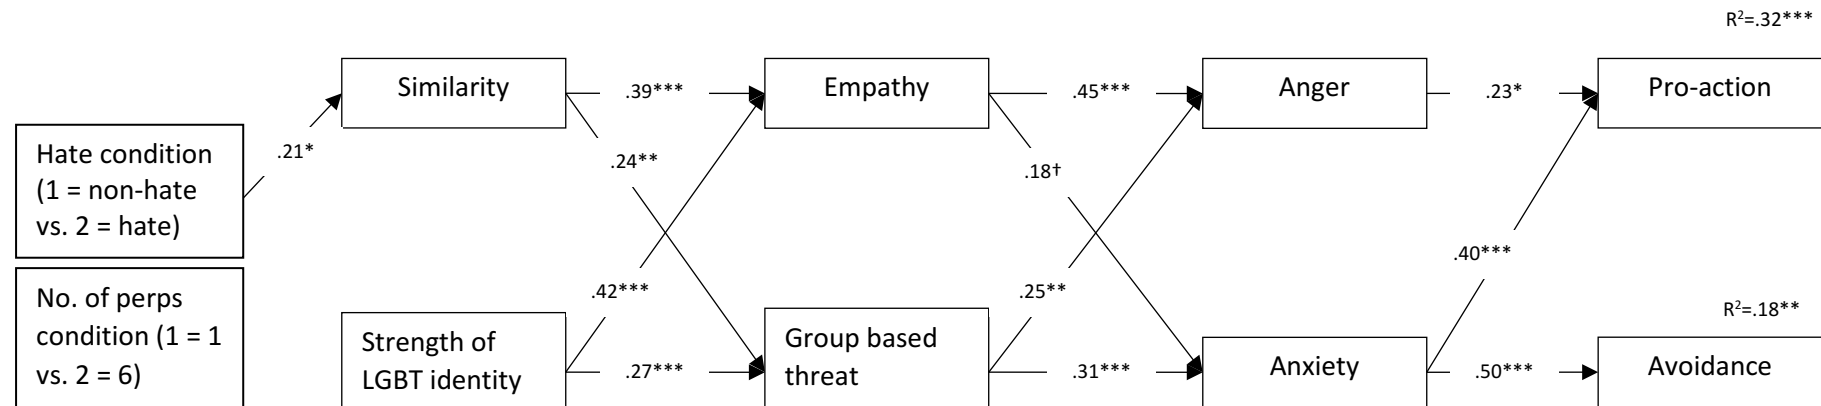 R²=.32***
Similarity
.39***
Empathy
.45***
Anger
.23*
Pro-action
Hate condition
(1 = non-hate
vs. 2 = hate)
.21*
.24**
.18†
.40***
No. of perps
condition (1 = 1
vs. 2 = 6)
.42***
.25**
R²=.18**
Strength of
LGBT identity
.27***
Group based
threat
.31***
Anxiety
.50***
Avoidance